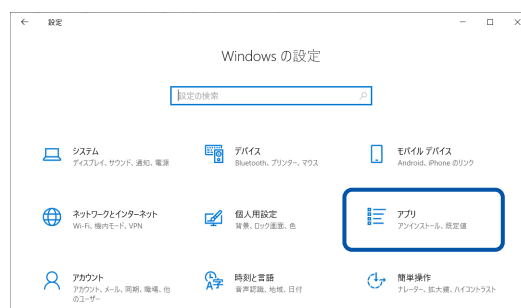 設定
Windows の設定
設定の検索
システム
ディスプレイ、サウンド、通知、電源
デバイス
Bluetooth、プリンター、マウス
モバイル デバイス
Android、iPhone のリンク
ネットワークとインターネット
Wi-Fi、機内モード、VPN
個人用設定
背景、ロック画面、色
アプリ
アンインストール、既定値
アカウント
アカウント、メール、同期、職場、他
のユーザー
時刻と言語
音声認識、地域、日付
簡単操作
ナレーター、拡大鏡、ハイコントラスト